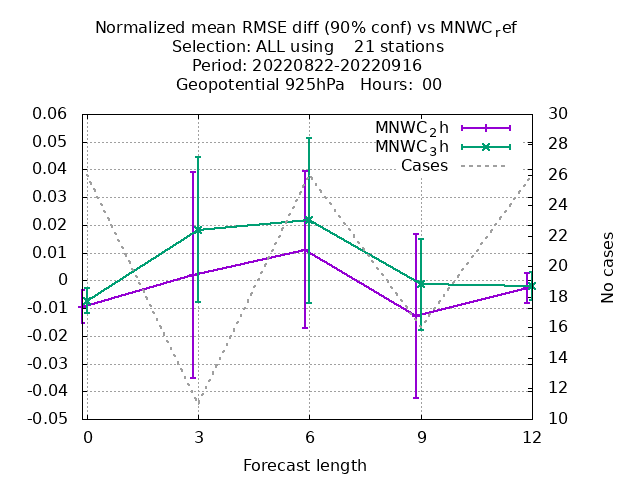 Normalized mean RMSE diff (90% conf) vs MNWC_ref
Selection: ALL using    21 stations
Period: 20220822-20220916
Geopotential 925hPa   Hours:  00
MNWC_2h
MNWC_3h
Cases
0.06
0.05
0.04
0.03
0.02
0.01
0
-0.01
-0.02
-0.03
-0.04
-0.05
30
28
26
24
22
20
18
16
14
12
10
No cases
0 3 6 9 12
Forecast length